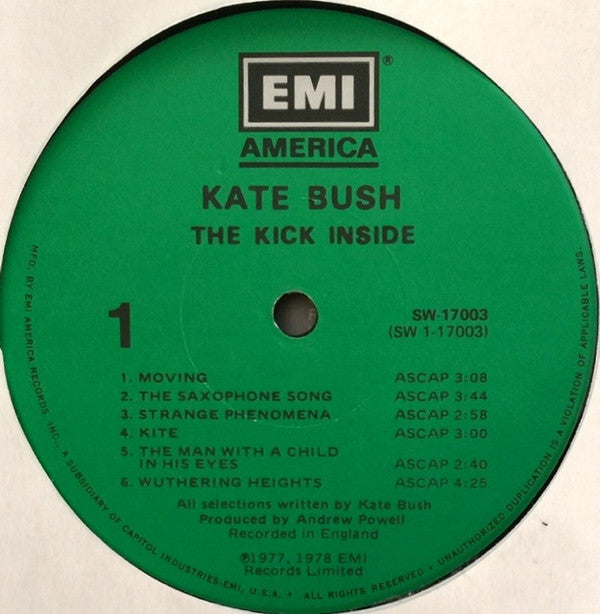 EMI®
AMERICA
KATE BUSH
THE KICK INSIDE
1
SW-17003
(SW 1-17003)
1. MOVING ASCAP 3:08
2. THE SAXOPHONE SONG ASCAP 3:44
3. STRANGE PHENOMENA ASCAP 2:58
4. KITE ASCAP 3:00
5. THE MAN WITH A CHILD
IN HIS EYES ASCAP 2:40
6. WUTHERING HEIGHTS ASCAP 4:25
All selections written by Kate Bush
Produced by Andrew Powell
Recorded in England
℗1977, 1978 EMI
Records Limited
MFD. BY EMI AMERICA RECORDS, INC., A SUBSIDIARY OF CAPITOL INDUSTRIES-EMI, U.S.A. • ALL RIGHTS RESERVED • UNAUTHORIZED DUPLICATION IS A VIOLATION OF APPLICABLE LAWS.